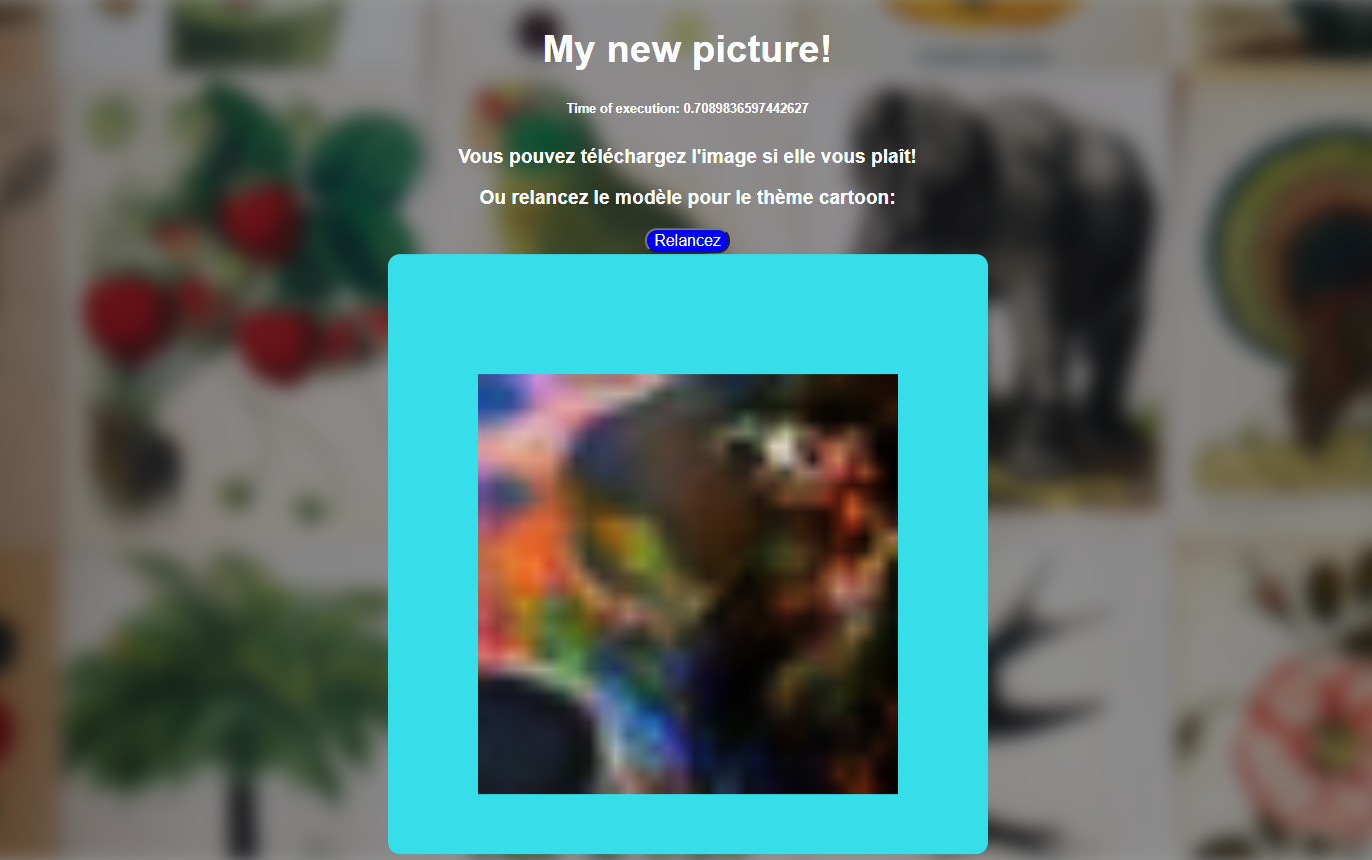 My new picture!
Time of execution: 0.7089836597442627
Vous pouvez téléchargez l'image si elle vous plaît!
Ou relancez le modèle pour le thème cartoon:
Relancez